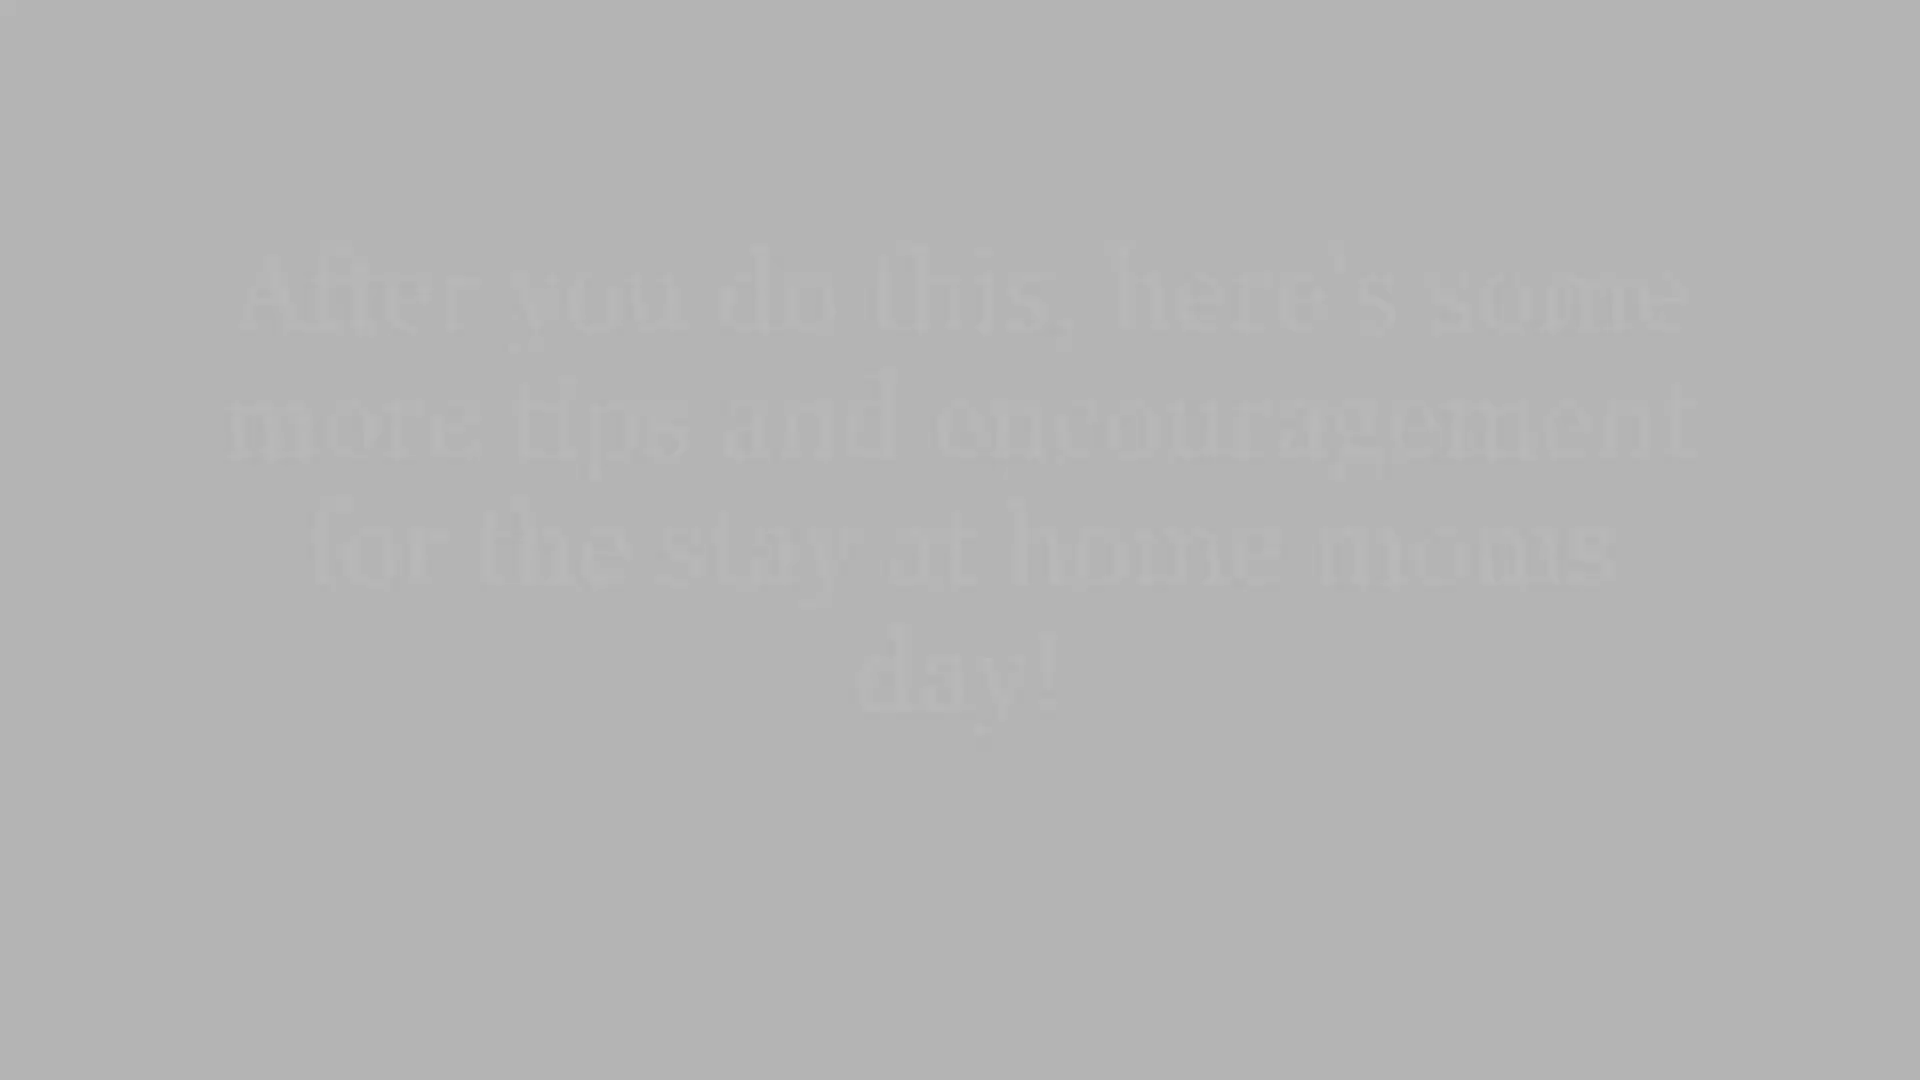 After you do this, here's some
more tips and encouragement
for the stay at home moms
day!